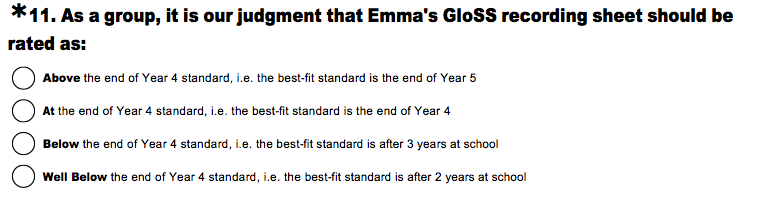 *11. As a group, it is our judgment that Emma's GloSS recording sheet should be
rated as:
Above the end of Year 4 standard, i.e. the best-fit standard is the end of Year 5
At the end of Year 4 standard, i.e. the best-fit standard is the end of Year 4
Below the end of Year 4 standard, i.e. the best-fit standard is after 3 years at school
Well Below the end of Year 4 standard, i.e. the best-fit standard is after 2 years at school